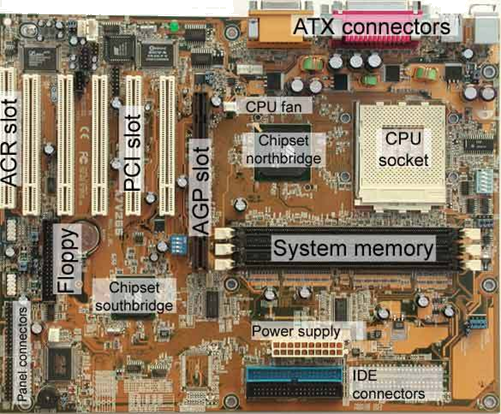 ATX connectors
ACR slot
PCI slot
AGP slot
CPU fan
Chipset
northbridge
CPU
socket
Floppy
System memory
Chipset
southbridge
Panel connectors
Power supply
IDE
connectors